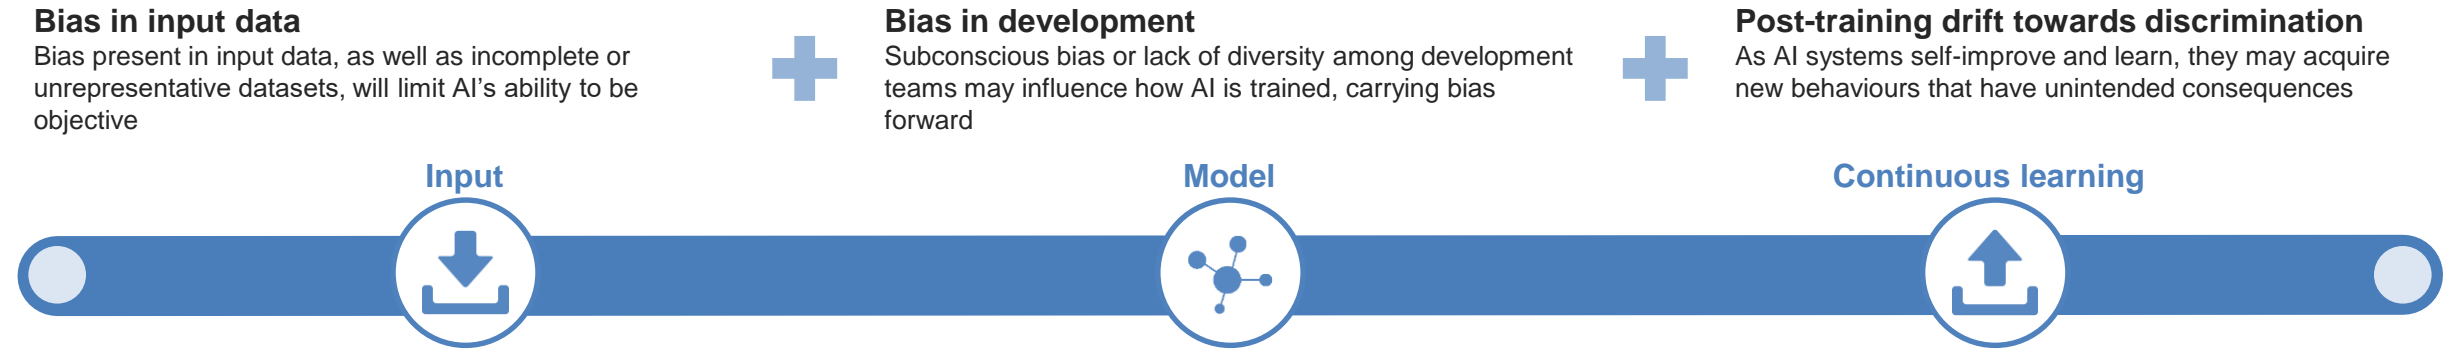 Bias in input data
Bias present in input data, as well as incomplete or
unrepresentative datasets, will limit AI’s ability to be
objective
Bias in development
Subconscious bias or lack of diversity among development
teams may influence how AI is trained, carrying bias
forward
Post-training drift towards discrimination
As AI systems self-improve and learn, they may acquire
new behaviours that have unintended consequences
Input
Model
Continuous learning